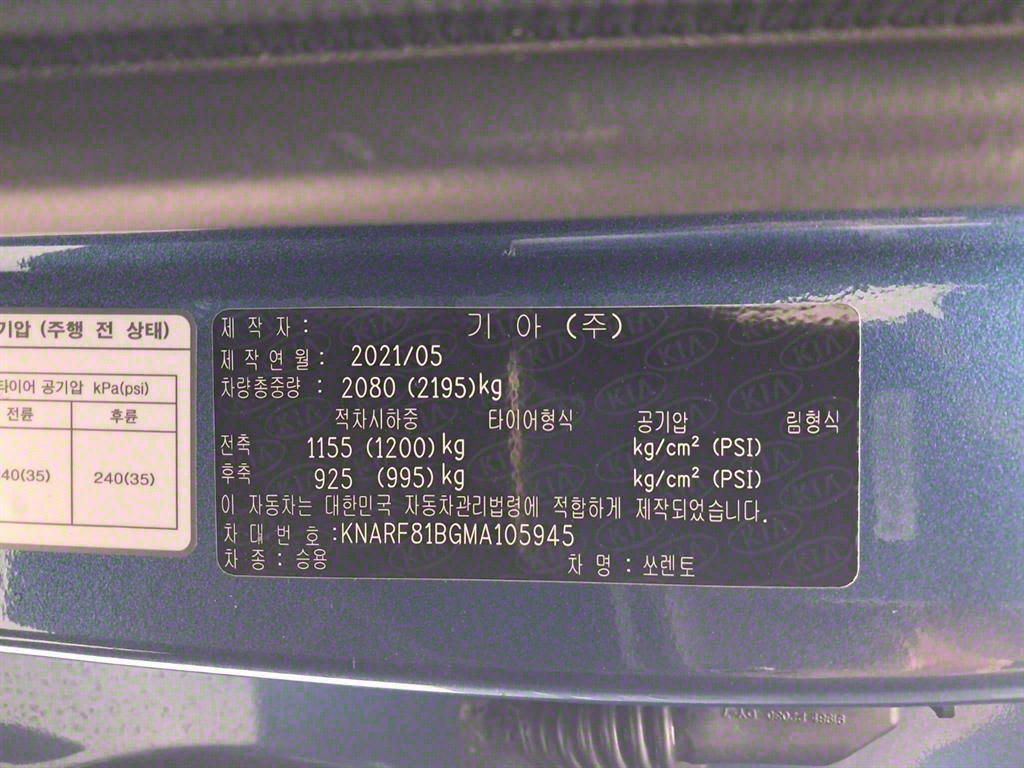 기압 (주행 전 상태)
타이어 공기압 kPa(psi)
전륜 후륜
40(35) 240(35)
제 작 자 : 기 아 (주)
제 작 연 월 : 2021/05
차량총중량 : 2080 (2195)kg
적차시하중 타이어형식 공기압 림형식
전축 1155 (1200)kg kg/cm² (PSI)
후축 925 (995)kg kg/cm² (PSI)
이 자동차는 대한민국 자동차관리법령에 적합하게 제작되었습니다.
차 대 번 호 :KNARF81BGMA105945
차 종 : 승용 차 명 : 쏘렌토